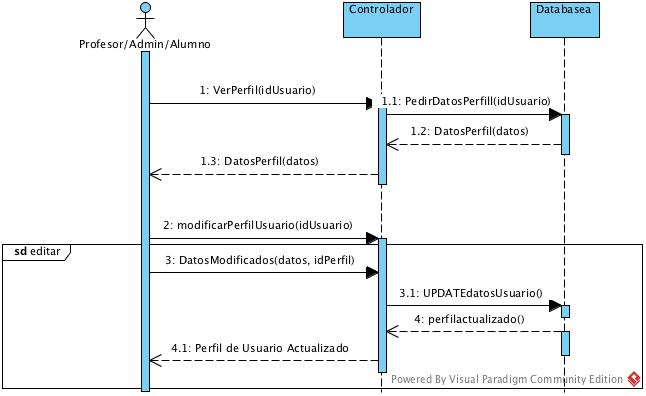 Controlador
Databasea
Profesor/Admin/Alumno
1: VerPerfil(idUsuario)
1.1: PedirDatosPerfill(idUsuario)
1.2: DatosPerfil(datos)
1.3: DatosPerfil(datos)
2: modificarPerfilUsuario(idUsuario)
sd editar
3: DatosModificados(datos, idPerfil)
3.1: UPDATEdatosUsuario()
4: perfilactualizado()
4.1: Perfil de Usuario Actualizado
Powered By Visual Paradigm Community Edition